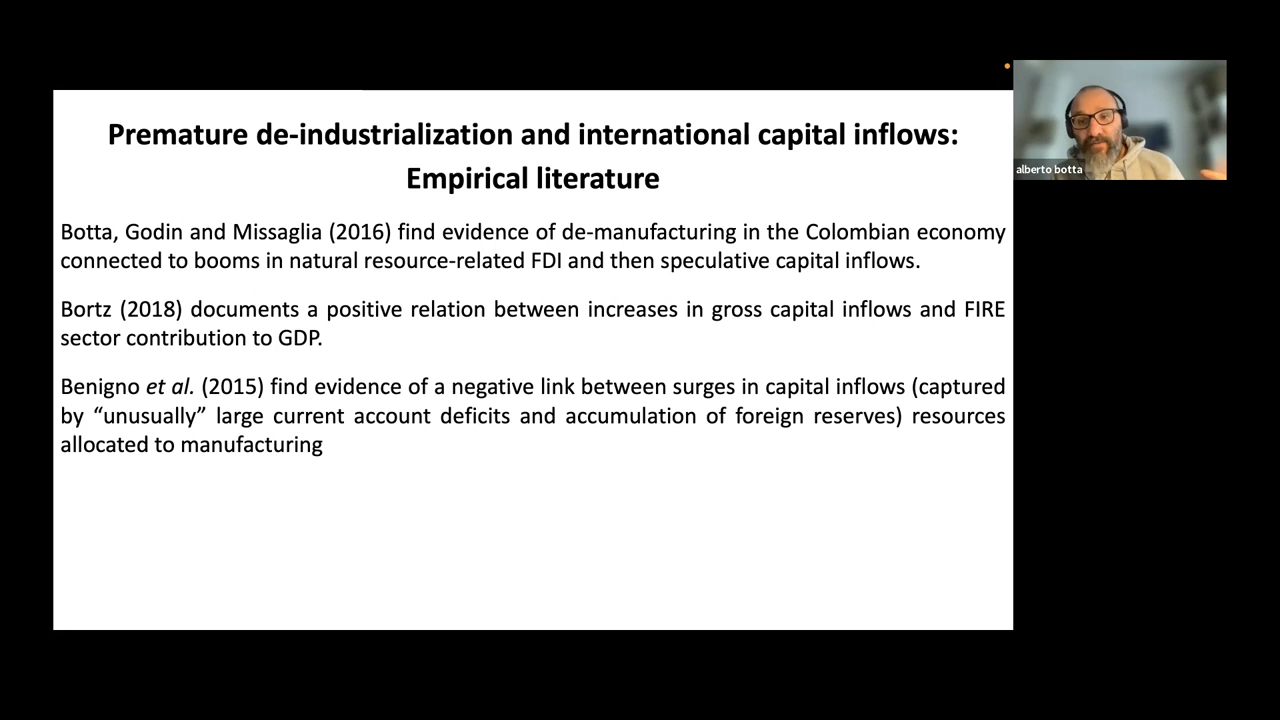 Premature de-industrialization and international capital inflows:
Empirical literature
Botta, Godin and Missaglia (2016) find evidence of de-manufacturing in the Colombian economy
connected to booms in natural resource-related FDI and then speculative capital inflows.
Bortz (2018) documents a positive relation between increases in gross capital inflows and FIRE
sector contribution to GDP.
Benigno et al. (2015) find evidence of a negative link between surges in capital inflows (captured
by “unusually” large current account deficits and accumulation of foreign reserves) resources
allocated to manufacturing
alberto botta